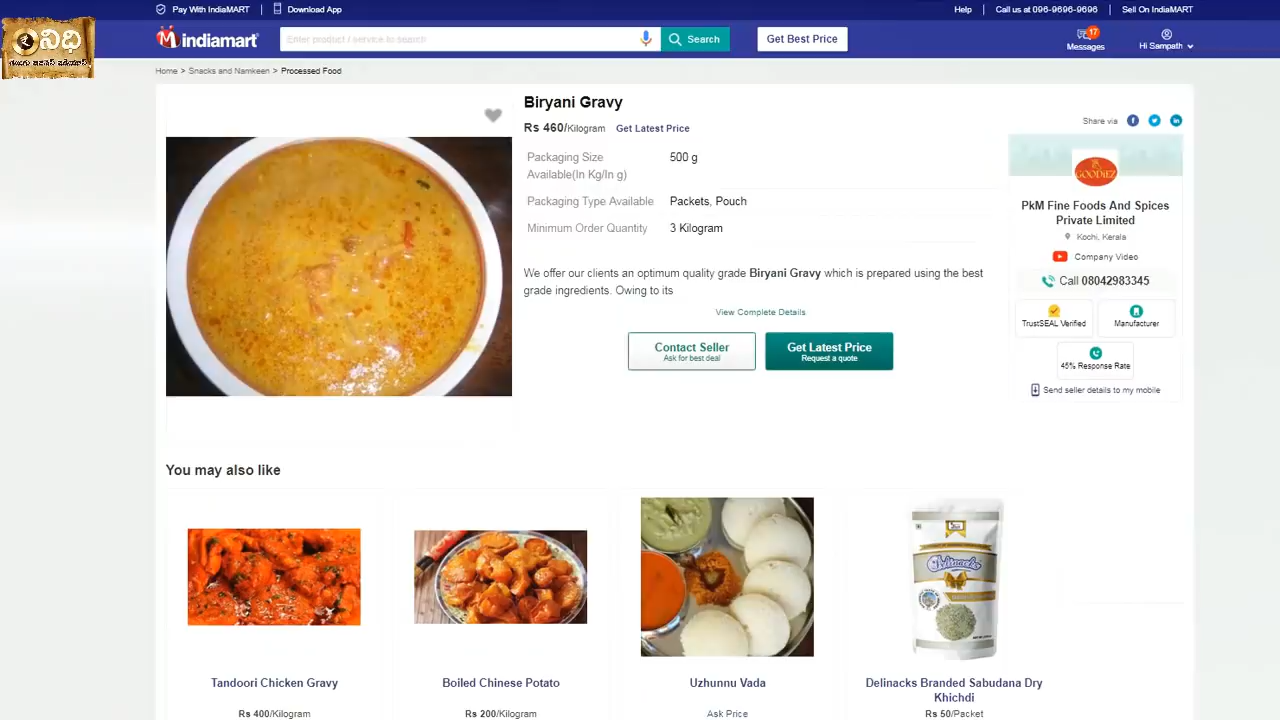 Pay With IndiaMART
Download App
Help
Call us at 096-9696-9696
Sell On IndiaMART
నిధి
indiamart
Enter product / service to search
Search
Get Best Price
17
Messages
Hi Sampath
Home > Snacks and Namkeen > Processed Food
Biryani Gravy
Rs 460/Kilogram Get Latest Price
Packaging Size Available(In Kg/In g) 500 g
Packaging Type Available Packets, Pouch
Minimum Order Quantity 3 Kilogram
We offer our clients an optimum quality grade Biryani Gravy which is prepared using the best
grade ingredients. Owing to its
View Complete Details
Contact Seller
Ask for best deal
Get Latest Price
Request a quote
Share via
GOODIEZ
PkM Fine Foods And Spices
Private Limited
Kochi, Kerala
Company Video
Call 08042983345
TrustSEAL Verified
Manufacturer
45% Response Rate
Send seller details to my mobile
You may also like
Delinacks
Tandoori Chicken Gravy
Rs 400/Kilogram
Boiled Chinese Potato
Rs 200/Kilogram
Uzhunnu Vada
Ask Price
Delinacks Branded Sabudana Dry
Khichdi
Rs 50/Packet